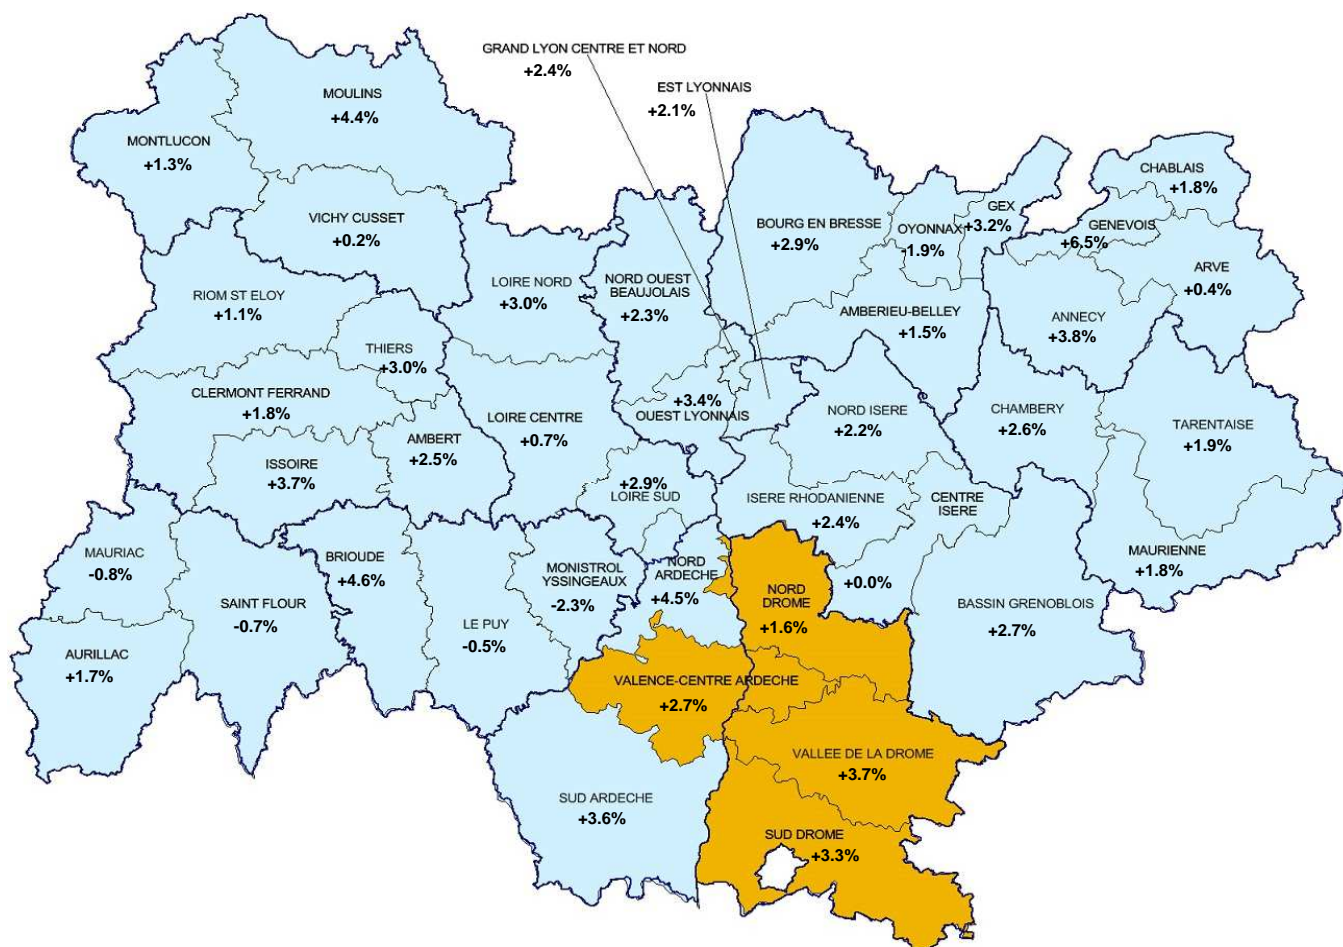 GRAND LYON CENTRE ET NORD
+2.4%
EST LYONNAIS
+2.1%
MOULINS
+4.4%
MONTLUCON
+1.3%
VICHY CUSSET
+0.2%
CHABLAIS
+1.8%
GEX
+3.2%
GENEVOIS
+6.5%
BOURG EN BRESSE
+2.9%
OYONNAX
-1.9%
ARVE
+0.4%
LOIRE NORD
+3.0%
NORD OUEST
BEAUJOLAIS
+2.3%
RIOM ST ELOY
+1.1%
AMBERIEU-BELLEY
+1.5%
ANNECY
+3.8%
THIERS
+3.0%
CLERMONT FERRAND
+1.8%
+3.4%
OUEST LYONNAIS
LOIRE CENTRE
+0.7%
NORD ISERE
+2.2%
CHAMBERY
+2.6%
TARENTAISE
+1.9%
AMBERT
+2.5%
ISSOIRE
+3.7%
+2.9%
LOIRE SUD
ISERE RHODANIENNE
+2.4%
CENTRE
ISERE
+0.0%
MAURIAC
-0.8%
BRIOUDE
+4.6%
MONISTROL
YSSINGEAUX
-2.3%
NORD
ARDECHE
+4.5%
MAURIENNE
+1.8%
NORD
DROME
+1.6%
BASSIN GRENOBLOIS
+2.7%
SAINT FLOUR
-0.7%
LE PUY
-0.5%
AURILLAC
+1.7%
VALENCE-CENTRE ARDECHE
+2.7%
VALLEE DE LA DROME
+3.7%
SUD ARDECHE
+3.6%
SUD DROME
+3.3%